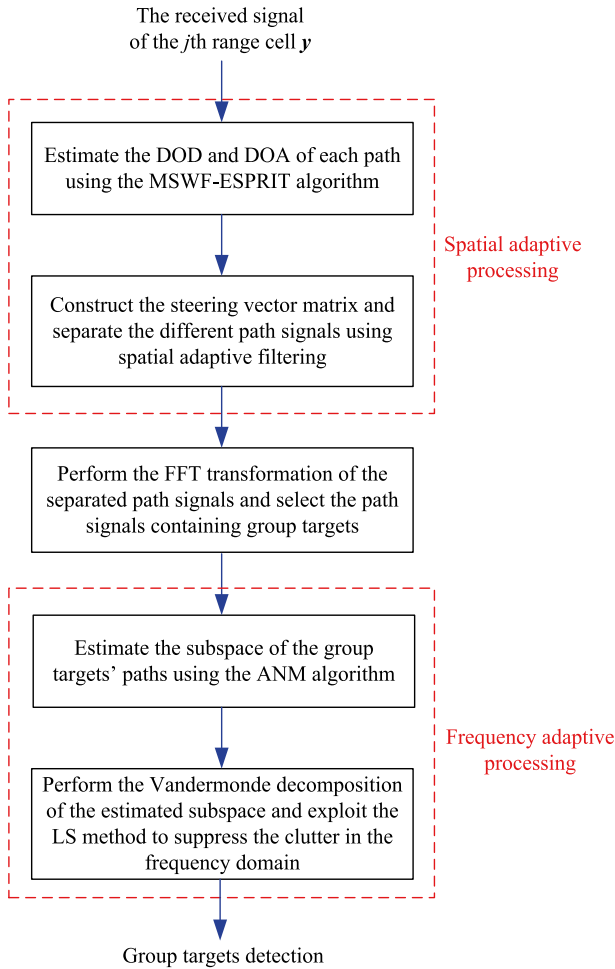 The received signal
of the jth range cell y
Estimate the DOD and DOA of each path
using the MSWF-ESPRIT algorithm
Spatial adaptive
processing
Construct the steering vector matrix and
separate the different path signals using
spatial adaptive filtering
Perform the FFT transformation of the
separated path signals and select the path
signals containing group targets
Estimate the subspace of the group
targets' paths using the ANM algorithm
Frequency adaptive
processing
Perform the Vandermonde decomposition
of the estimated subspace and exploit the
LS method to suppress the clutter in the
frequency domain
Group targets detection